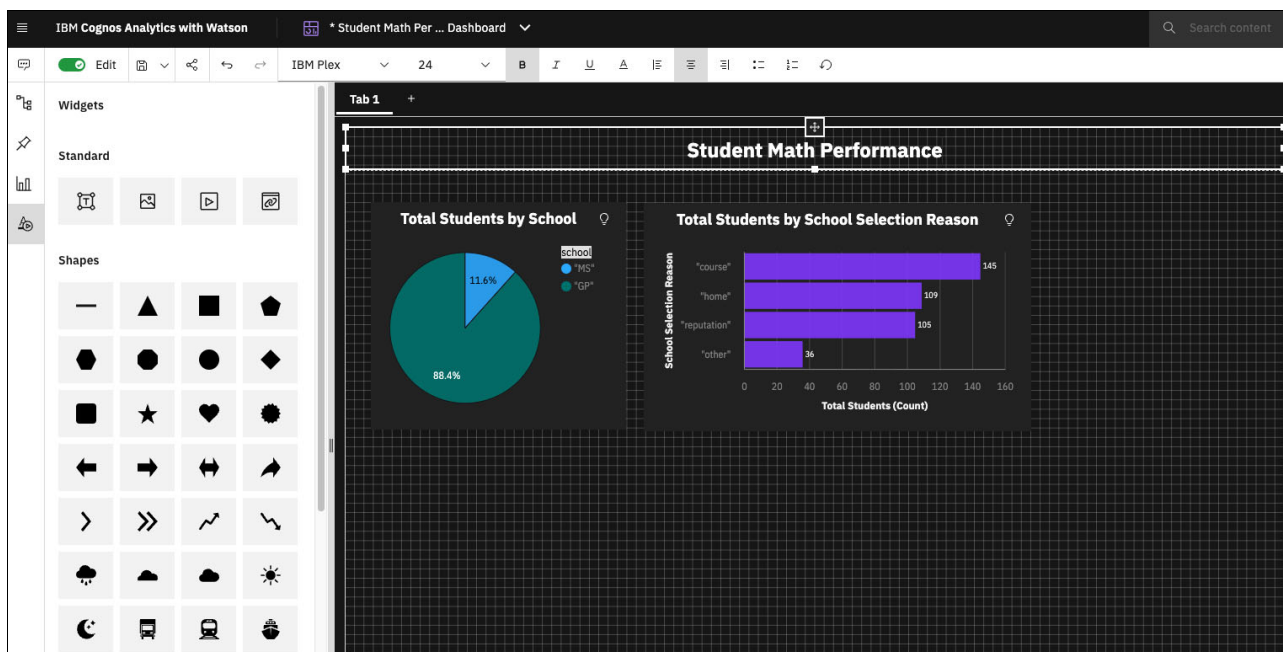 IBM Cognos Analytics with Watson
* Student Math Per ... Dashboard
Search content
Edit
IBM Plex
24
B
I
U
A
Widgets
Standard
Shapes
Tab 1
+
Student Math Performance
Total Students by School
school
"MS"
"GP"
11.6%
88.4%
Total Students by School Selection Reason
School Selection Reason
"course"
145
"home"
109
"reputation"
105
"other"
36
0 20 40 60 80 100 120 140 160
Total Students (Count)